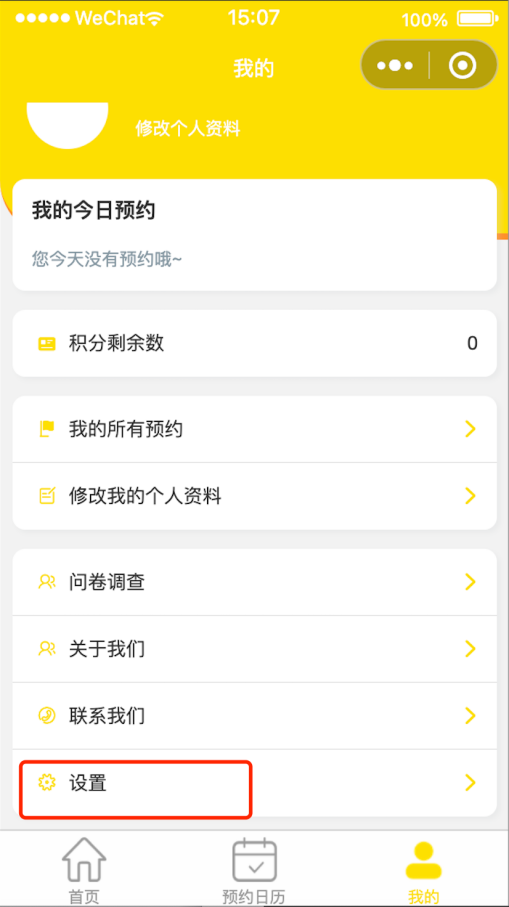 WeChat 15:07 100%
我的
修改个人资料
我的今日预约
您今天没有预约哦~
积分剩余数 0
我的所有预约
修改我的个人资料
问卷调查
关于我们
联系我们
设置
首页 预约日历 我的